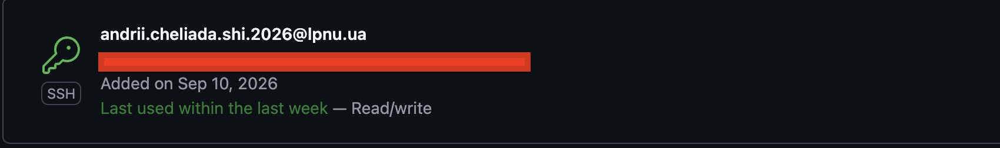 andrii.cheliada.shi.2026@lpnu.ua
Added on Sep 10, 2026
SSH
Last used within the last week — Read/write